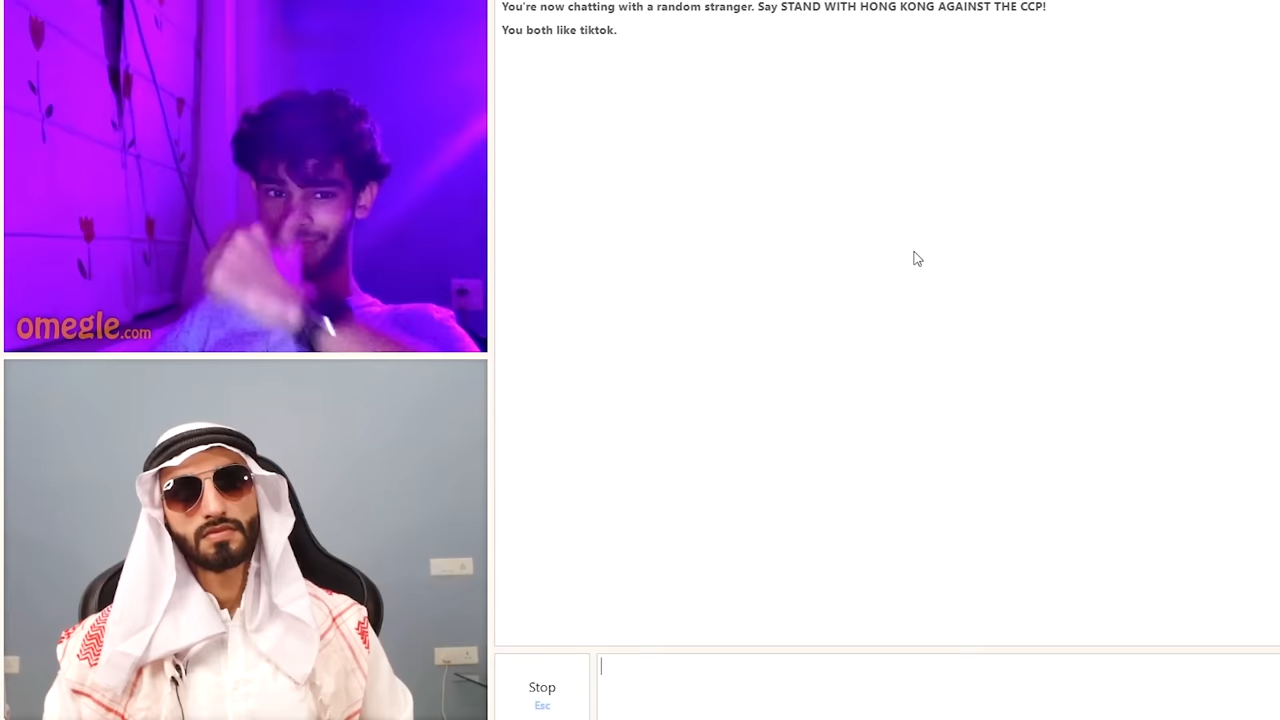 You're now chatting with a random stranger. Say STAND WITH HONG KONG AGAINST THE CCP!
You both like tiktok.
omegle.com
Stop
Esc